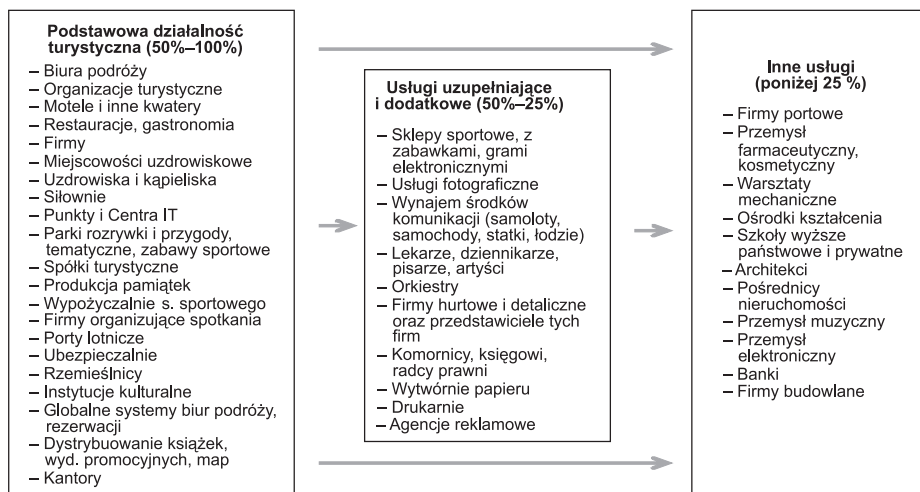 Podstawowa działalność
turystyczna (50%–100%)
– Biura podróży
– Organizacje turystyczne
– Motele i inne kwatery
– Restauracje, gastronomia
– Firmy
– Miejscowości uzdrowiskowe
– Uzdrowiska i kąpieliska
– Siłownie
– Punkty i Centra IT
– Parki rozrywki i przygody,
tematyczne, zabawy sportowe
– Spółki turystyczne
– Produkcja pamiątek
– Wypożyczalnie s. sportowego
– Firmy organizujące spotkania
– Porty lotnicze
– Ubezpieczalnie
– Rzemieślnicy
– Instytucje kulturalne
– Globalne systemy biur podróży,
rezerwacji
– Dystrybuowanie książek,
wyd. promocyjnych, map
– Kantory
Usługi uzupełniające
i dodatkowe (50%–25%)
– Sklepy sportowe, z
zabawkami, grami
elektronicznymi
– Usługi fotograficzne
– Wynajem środków
komunikacji (samoloty,
samochody, statki, łodzie)
– Lekarze, dziennikarze,
pisarze, artyści
– Orkiestry
– Firmy hurtowe i detaliczne
oraz przedstawiciele tych
firm
– Komornicy, księgowi,
radcy prawni
– Wytwórnie papieru
– Drukarnie
– Agencje reklamowe
Inne usługi
(poniżej 25 %)
– Firmy portowe
– Przemysł
farmaceutyczny,
kosmetyczny
– Warsztaty
mechaniczne
– Ośrodki kształcenia
– Szkoły wyższe
państwowe i prywatne
– Architekci
– Pośrednicy
nieruchomości
– Przemysł muzyczny
– Przemysł
elektroniczny
– Banki
– Firmy budowlane